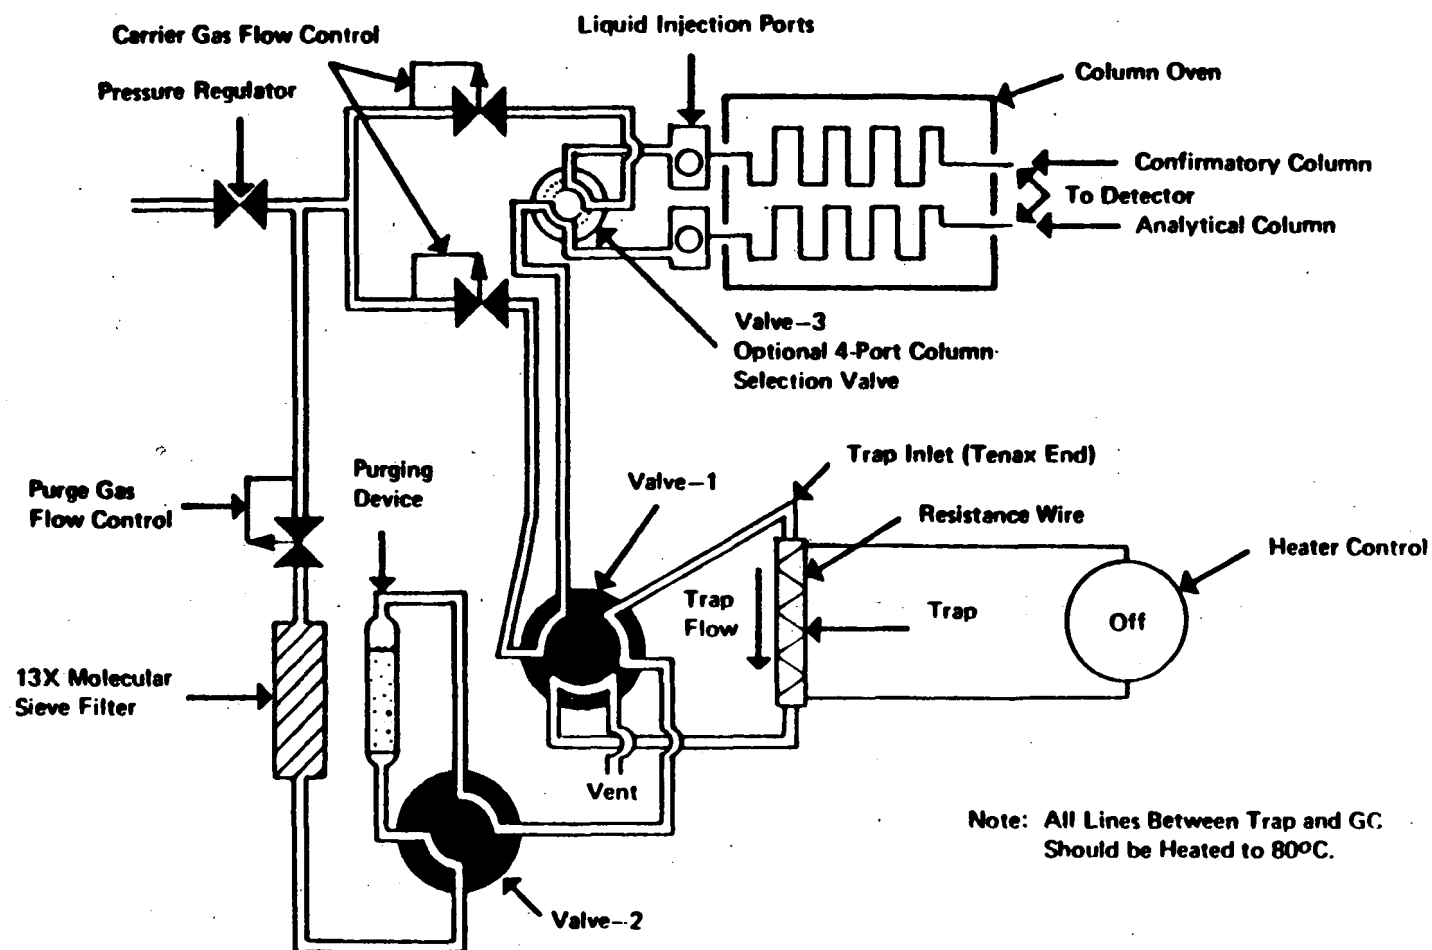 Liquid Injection Ports
Carrier Gas Flow Control
Pressure Regulator
Column Oven
Confirmatory Column
To Detector
Analytical Column
Valve-3
Optional 4-Port Column
Selection Valve
Trap Inlet (Tenax End)
Purging
Device
Valve-1
Purge Gas
Flow Control
Resistance Wire
Heater Control
Trap
Flow
Trap
Off
13X Molecular
Sieve Filter
Vent
Note: All Lines Between Trap and GC
Should be Heated to 80ºC.
Valve-2